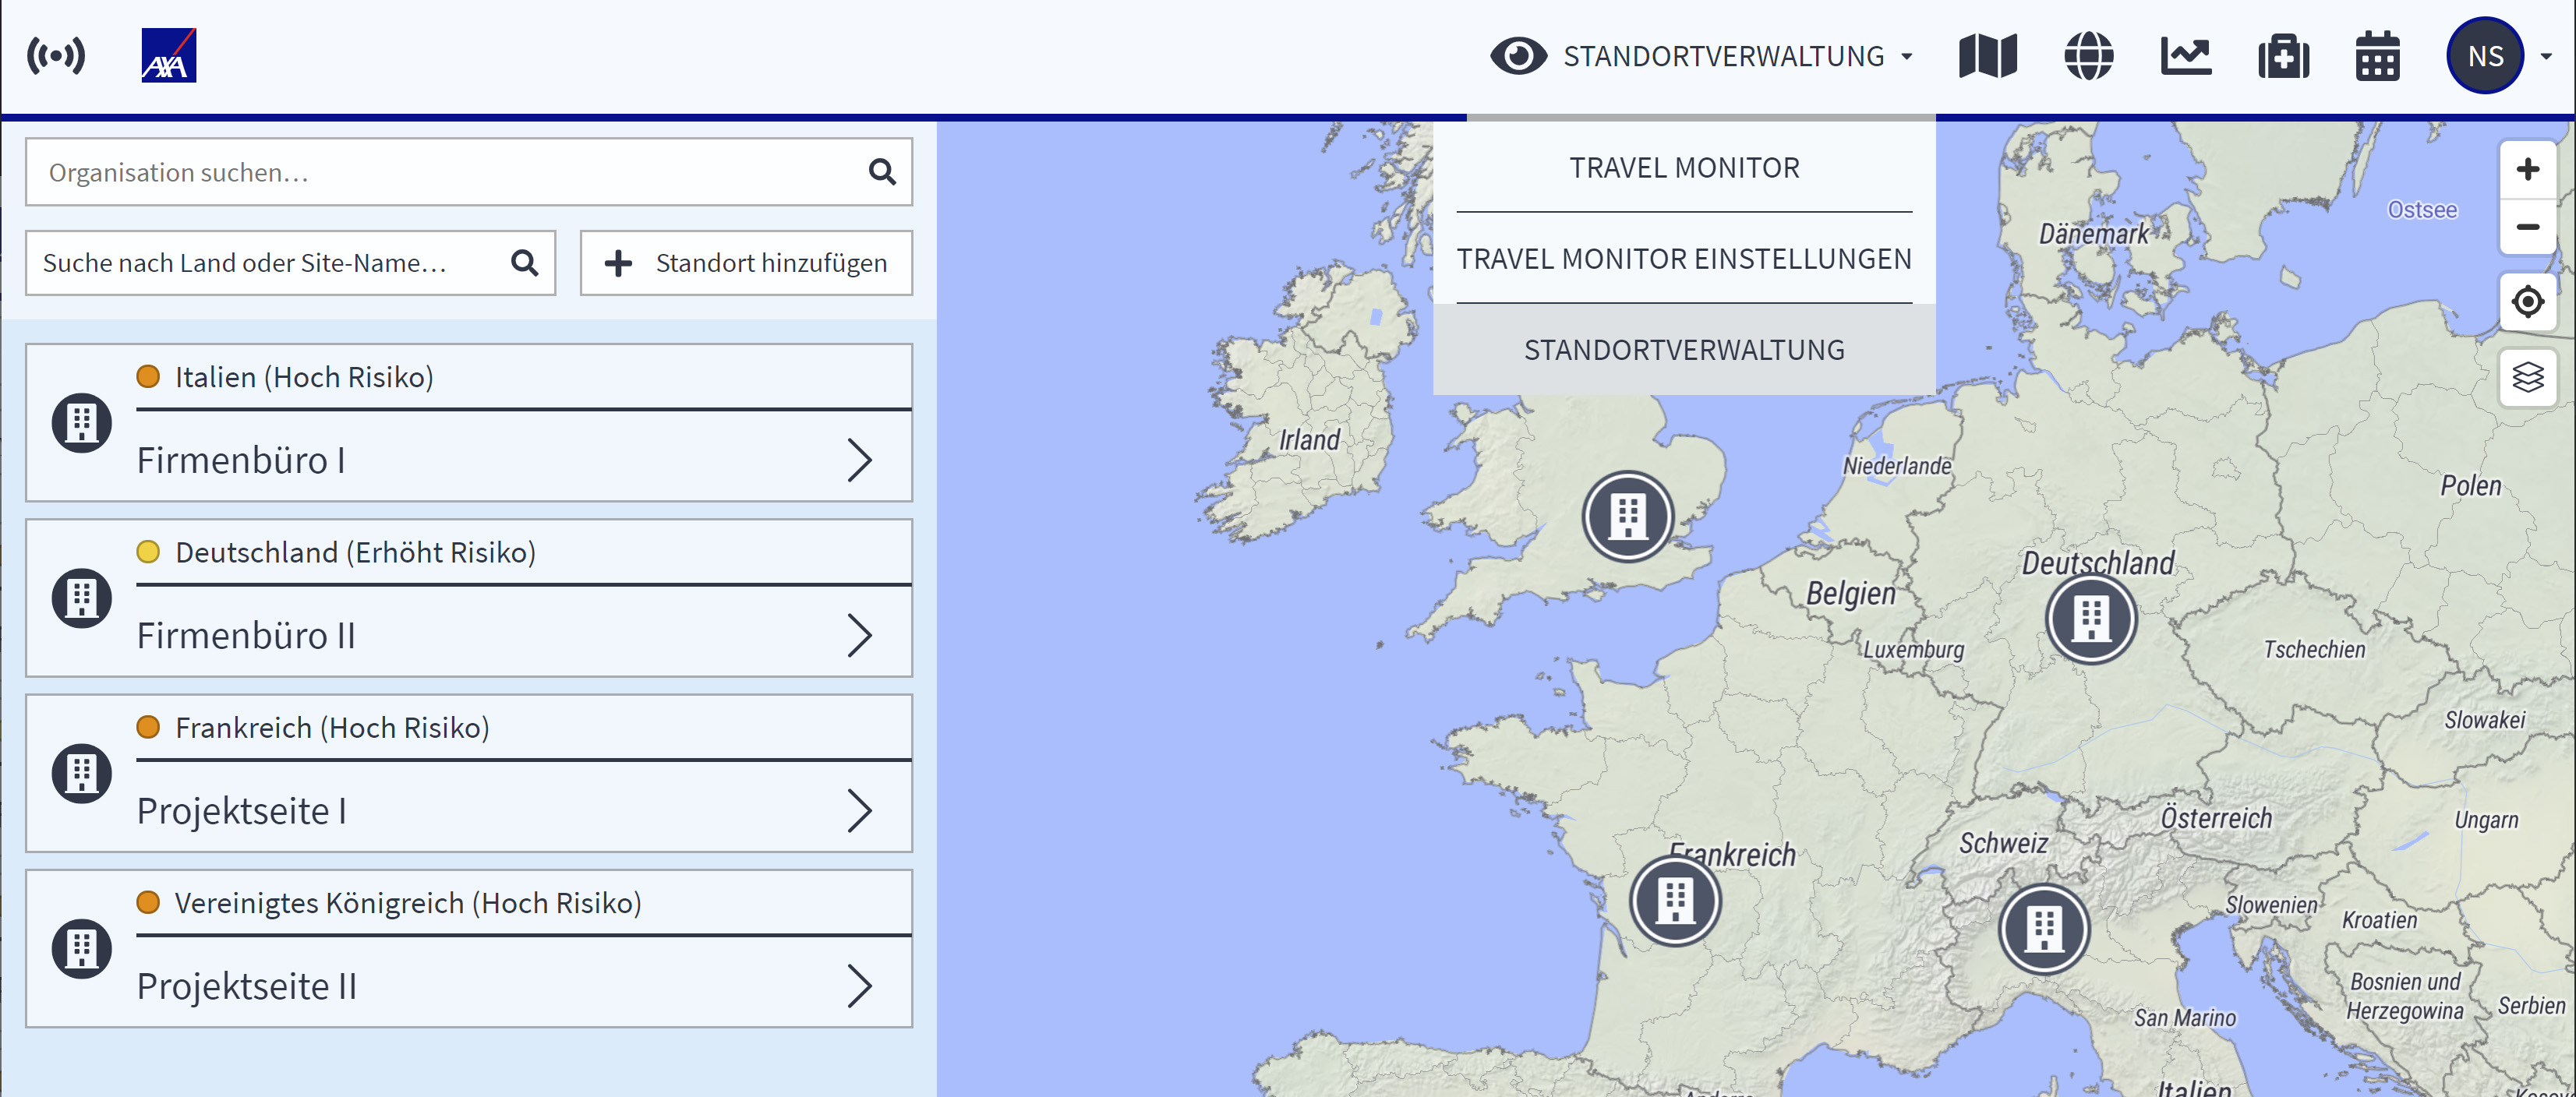 AXA
STANDORTVERWALTUNG
NS
Organisation suchen…
Suche nach Land oder Site-Name…
Standort hinzufügen
Italien (Hoch Risiko)
Firmenbüro I
Deutschland (Erhöht Risiko)
Firmenbüro II
Frankreich (Hoch Risiko)
Projektseite I
Vereinigtes Königreich (Hoch Risiko)
Projektseite II
TRAVEL MONITOR
TRAVEL MONITOR EINSTELLUNGEN
STANDORTVERWALTUNG
Ostsee
Dänemark
Irland
Niederlande
Polen
Deutschland
Belgien
Luxemburg
Tschechien
Slowakei
Österreich
Ungarn
Schweiz
Frankreich
Slowenien
Kroatien
Bosnien und
Herzegowina
Serbien
San Marino
Italien